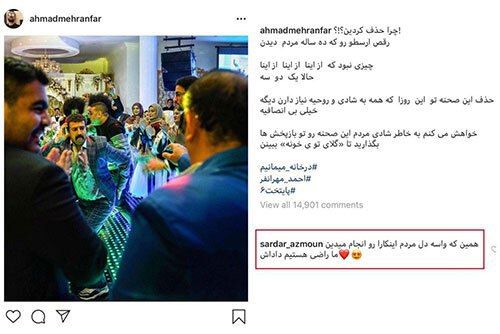 ahmadmehranfar
ahmadmehranfar چرا حذف کردین؟!؟!
رقص ارسطو رو که ده ساله مردم دیدن
چیزی نبود که از اینا از اینا از اینا از اینا
حالا یک دو سه
حذف این صحنه تو این روزا که همه به شادی و روحیه نیاز دارن دیگه
خیلی بی انصافیه
خواهش می کنم به خاطر شادی مردم این صحنه رو تو بازپخش ها
بگذارید تا «گلای تو ی خونه» ببینن
#درخانه_میمانیم
#احمد_مهرانفر
#پایتخت۶
View all 14,901 comments
sardar_azmoun همین که واسه دل مردم اینکارا رو انجام میدین
ما راضی هستیم داداش❤️😍